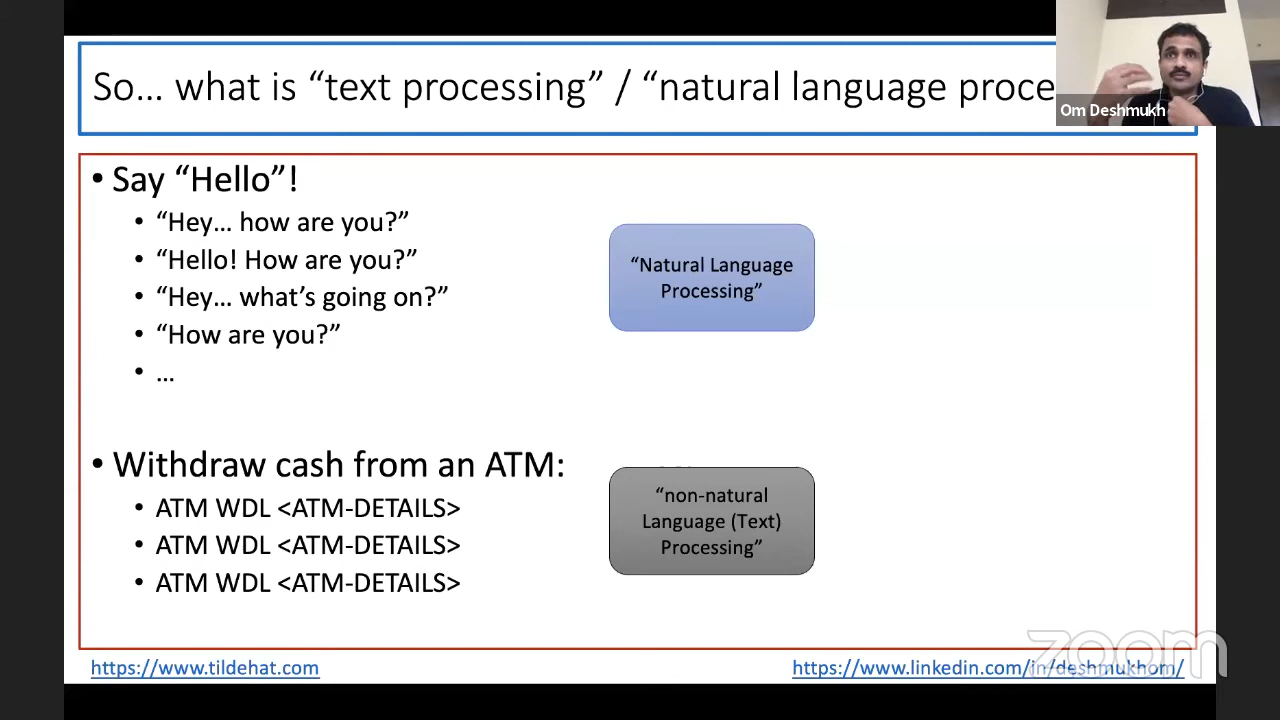 So… what is “text processing” / “natural language proce
Om Deshmukh
• Say “Hello”!
• “Hey… how are you?”
• “Hello! How are you?”
• “Hey… what’s going on?”
• “How are you?”
• …
“Natural Language
Processing”
• Withdraw cash from an ATM:
• ATM WDL <ATM-DETAILS>
• ATM WDL <ATM-DETAILS>
• ATM WDL <ATM-DETAILS>
“non-natural
Language (Text)
Processing”
https://www.tildehat.com
https://www.linkedin.com/in/deshmukhom/
zoom